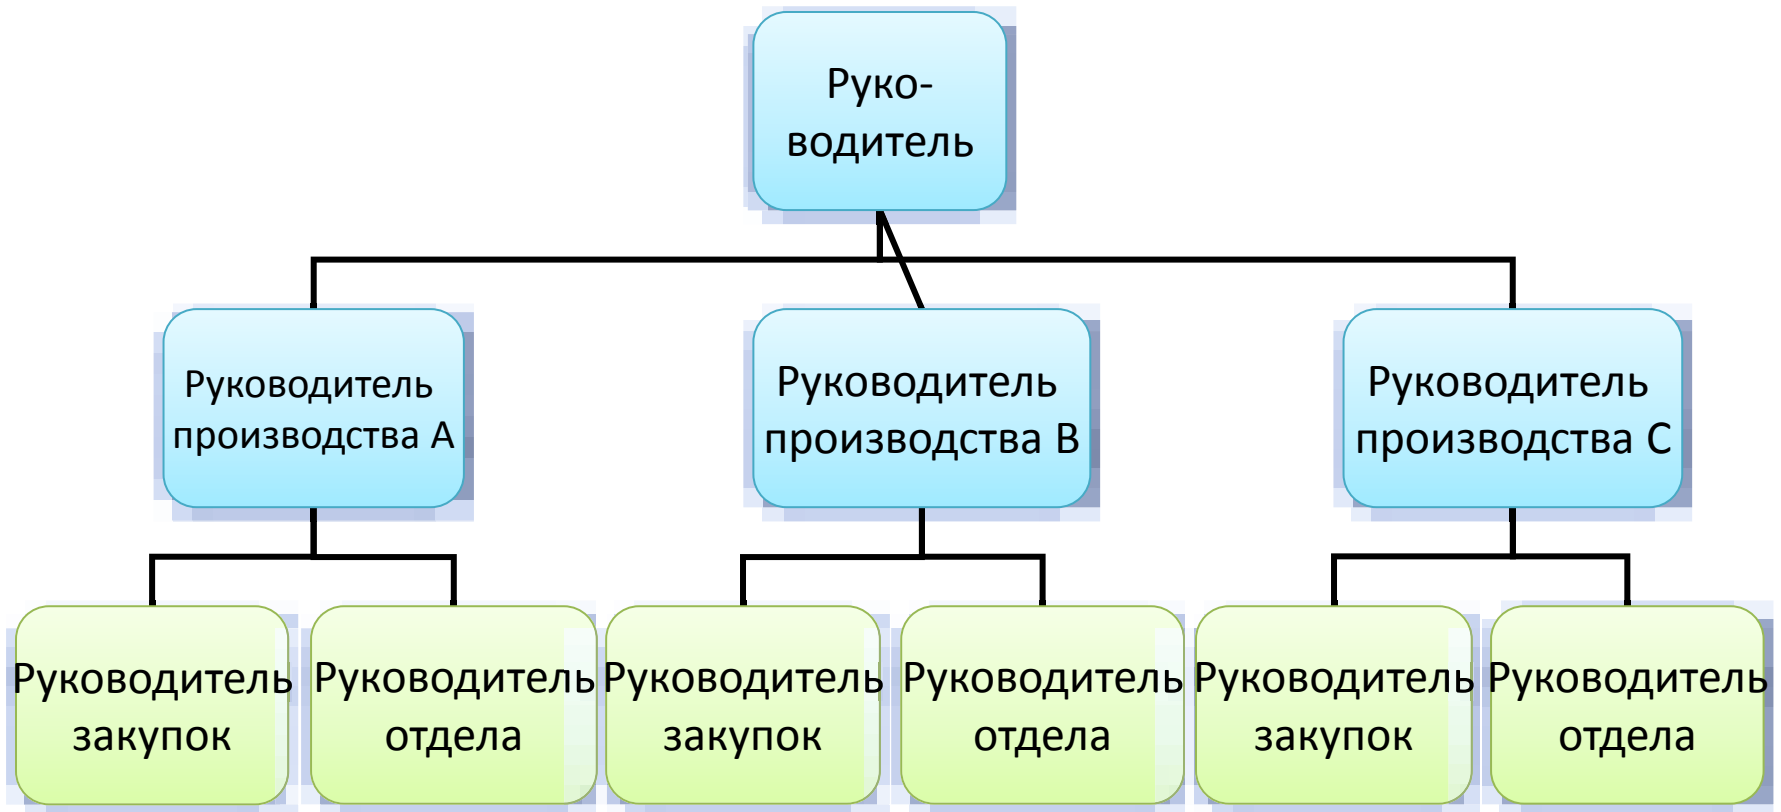 Руко-
водитель
Руководитель
производства А
Руководитель
производства В
Руководитель
производства С
Руководитель
закупок
Руководитель
отдела
Руководитель
закупок
Руководитель
отдела
Руководитель
закупок
Руководитель
отдела